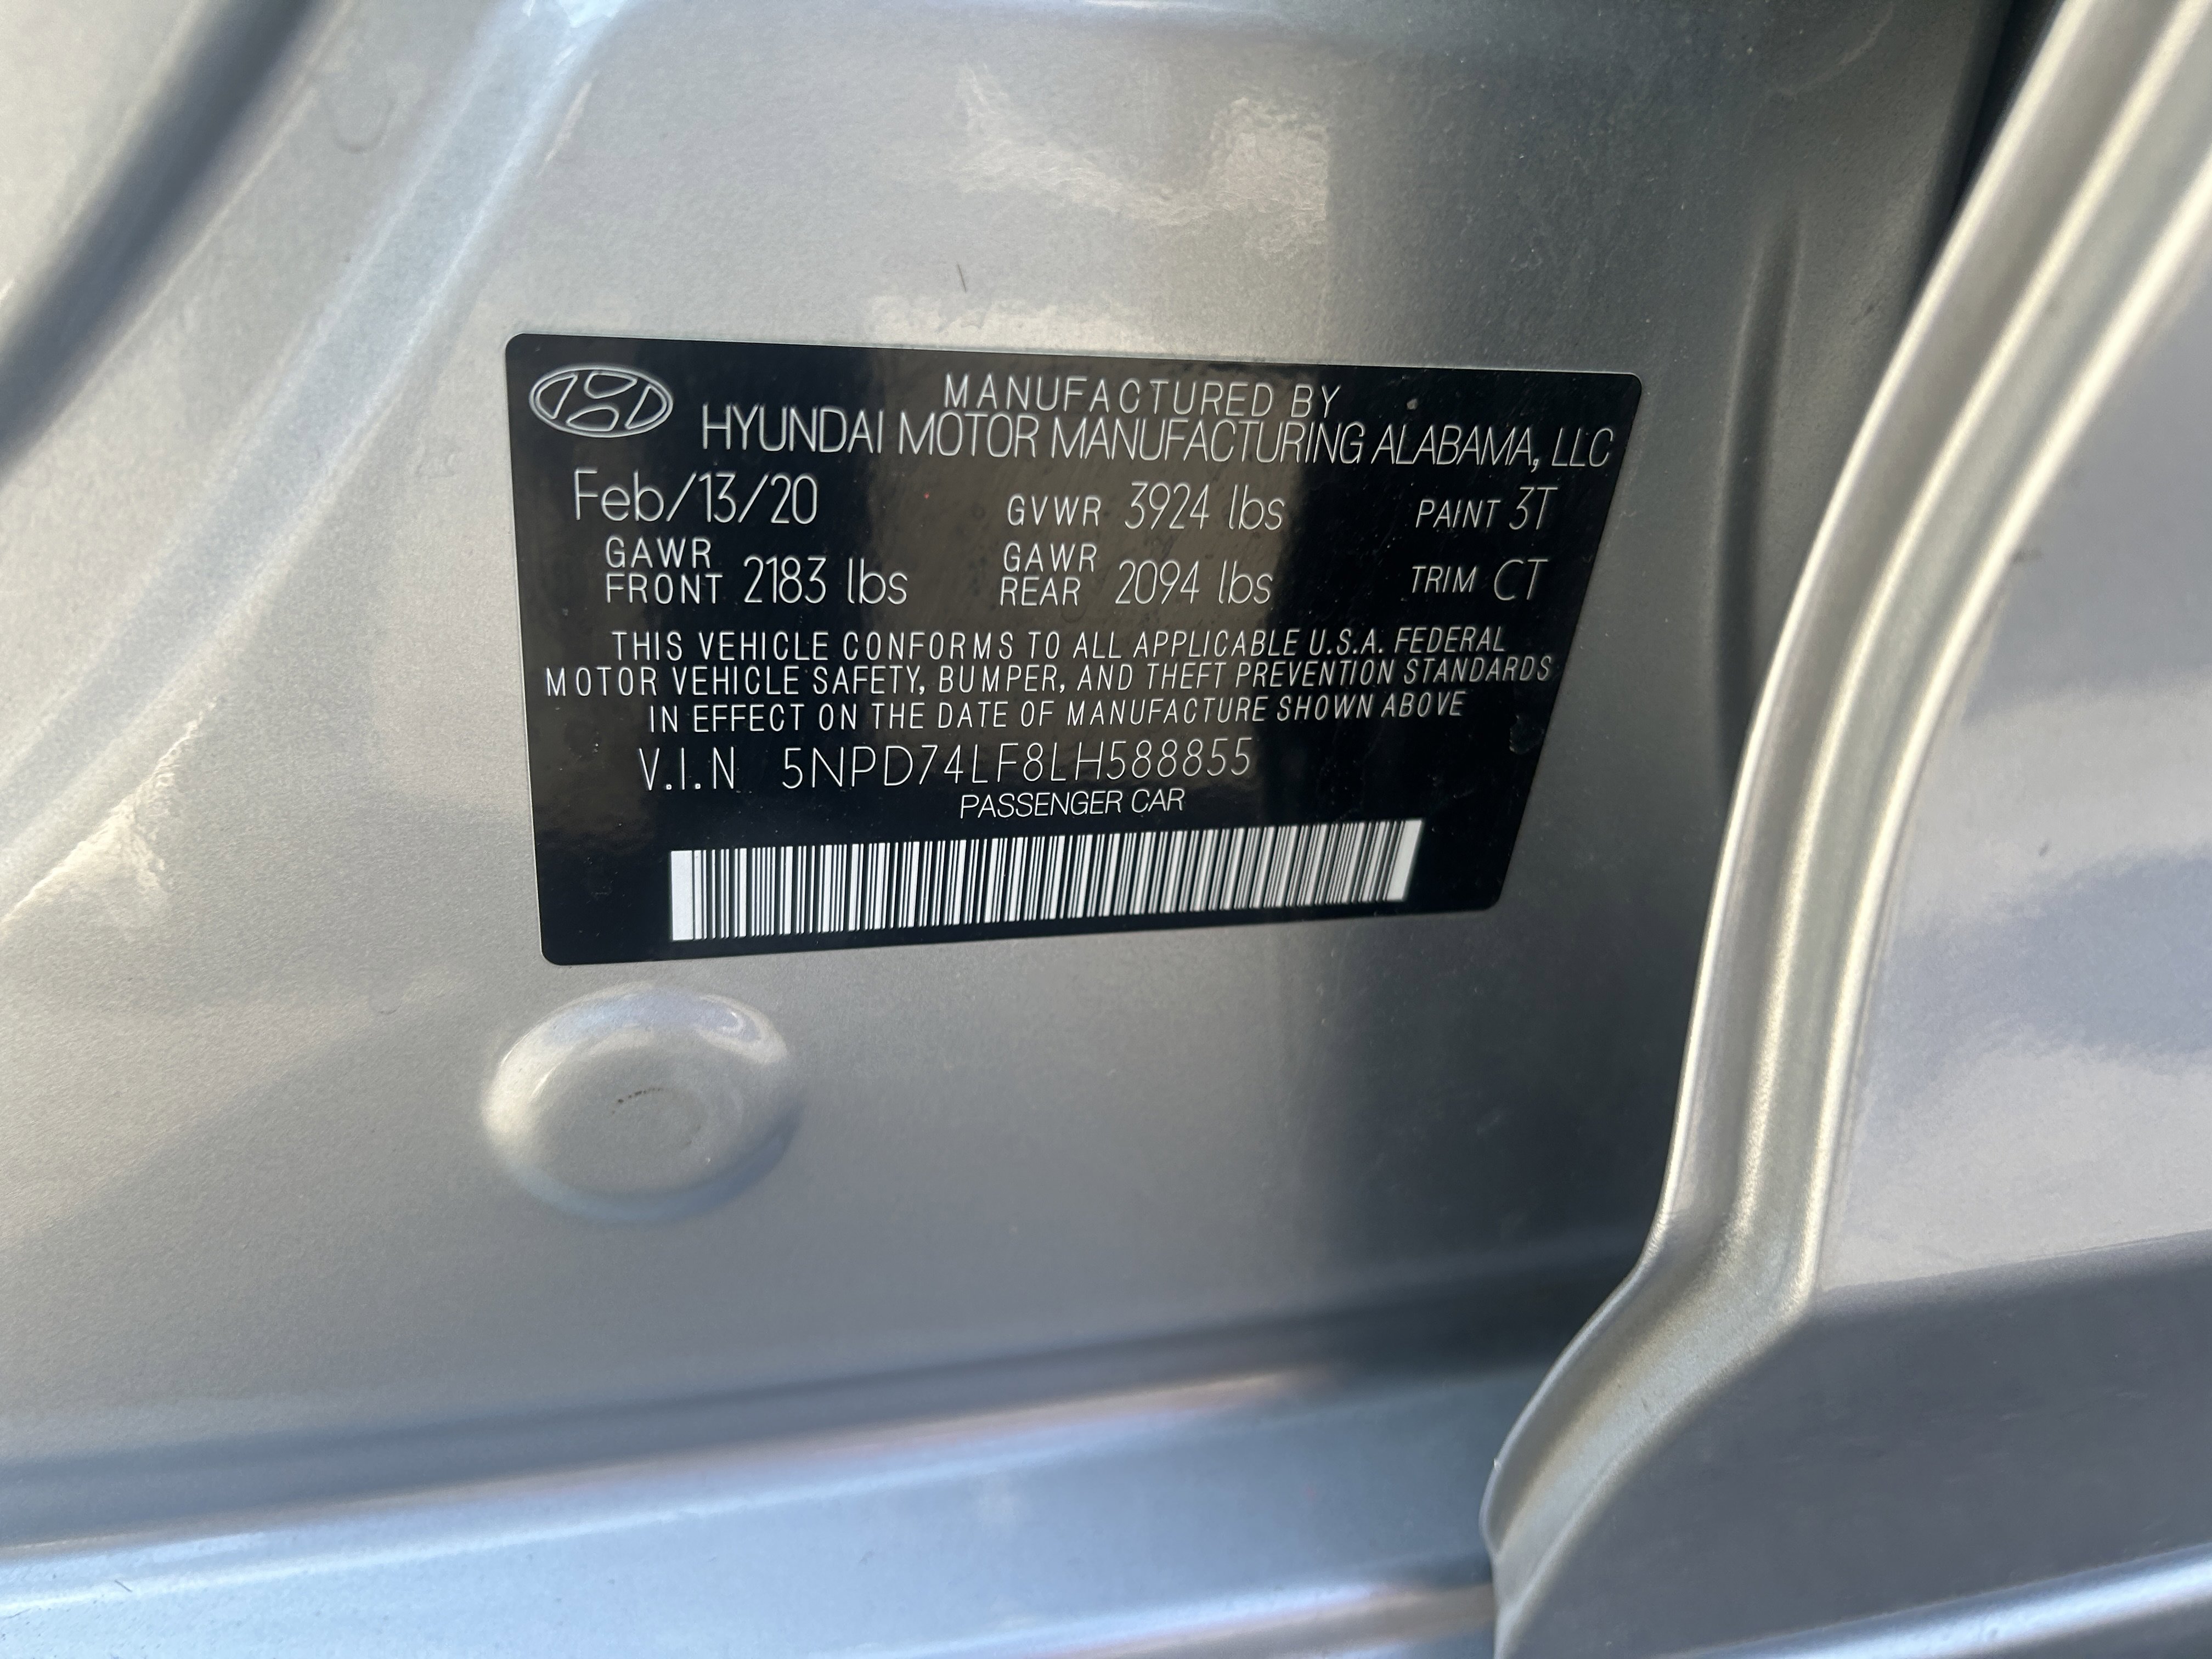 MANUFACTURED BY
HYUNDAI MOTOR MANUFACTURING ALABAMA, LLC
Feb/13/20 GVWR 3924 lbs PAINT 3T
GAWR FRONT 2183 lbs GAWR REAR 2094 lbs TRIM CT
THIS VEHICLE CONFORMS TO ALL APPLICABLE U.S.A. FEDERAL
MOTOR VEHICLE SAFETY, BUMPER, AND THEFT PREVENTION STANDARDS
IN EFFECT ON THE DATE OF MANUFACTURE SHOWN ABOVE
V.I.N 5NPD74LF8LH588855
PASSENGER CAR